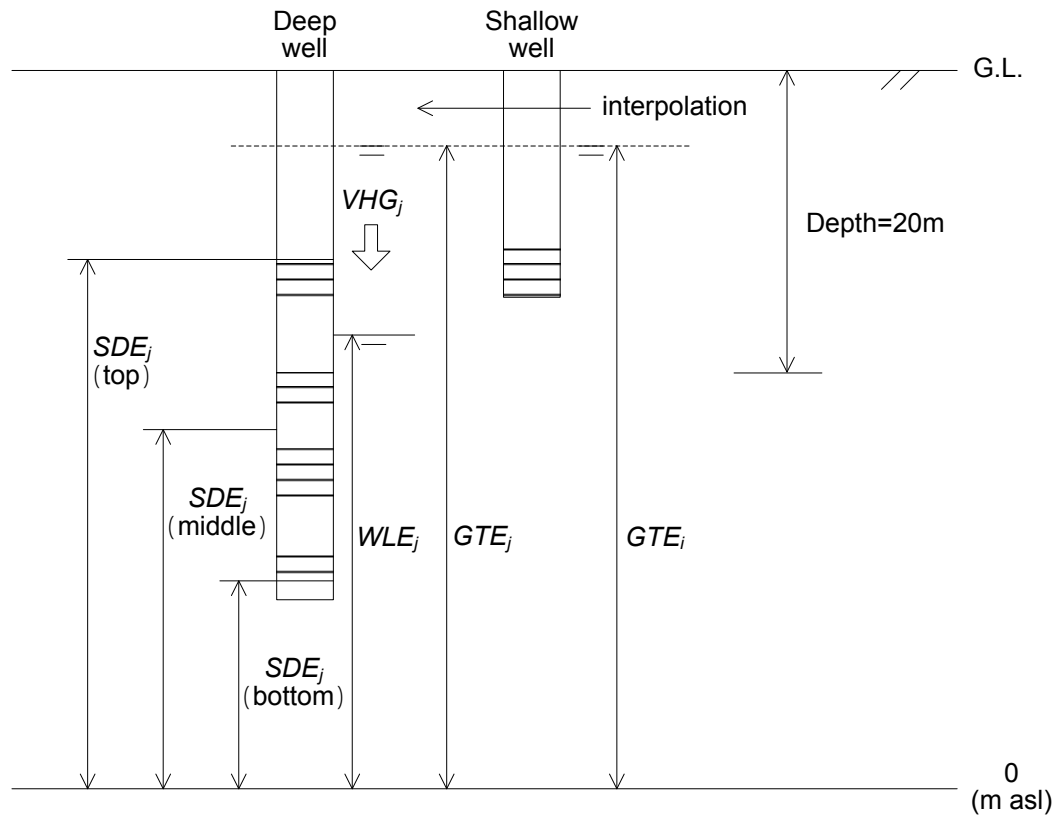 Deep
well
Shallow
well
G.L.
interpolation
VHGj
Depth=20m
SDEj
(top)
SDEj
(middle)
WLEj
GTEj
GTEi
SDEj
(bottom)
0
(m asl)